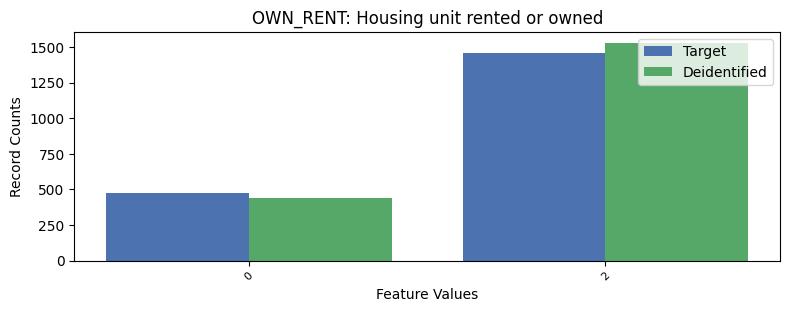 OWN_RENT: Housing unit rented or owned
Target
Deidentified
Record Counts
1500
1250
1000
750
500
250
0
0
2
Feature Values